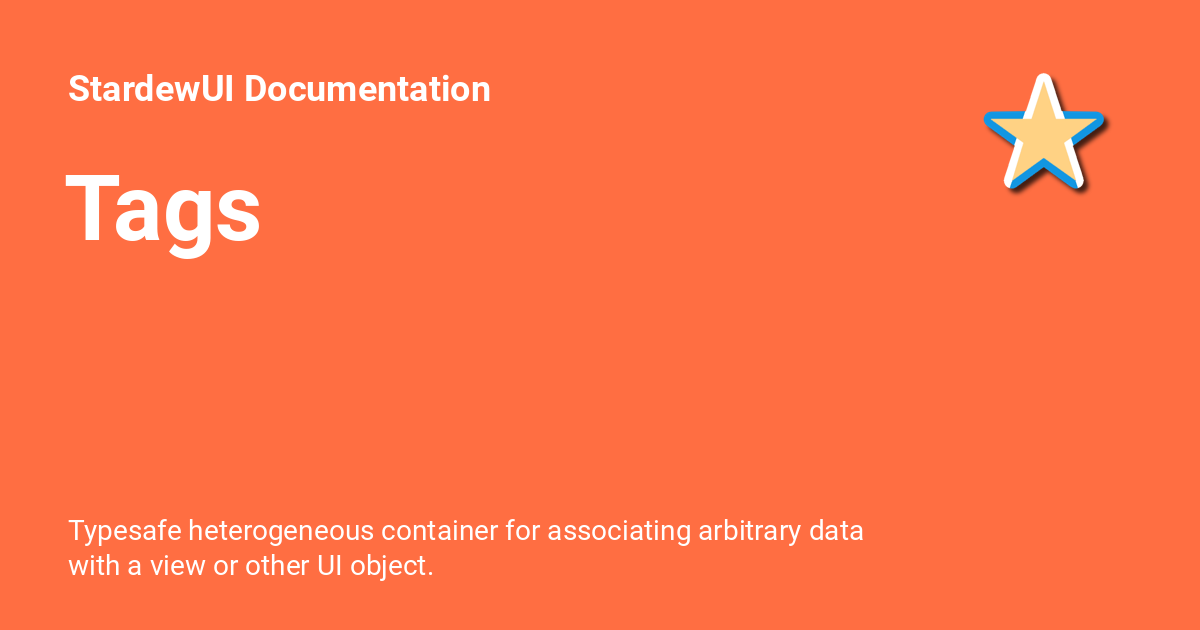 StardewUI Documentation
Tags
Typesafe heterogeneous container for associating arbitrary data
with a view or other UI object.